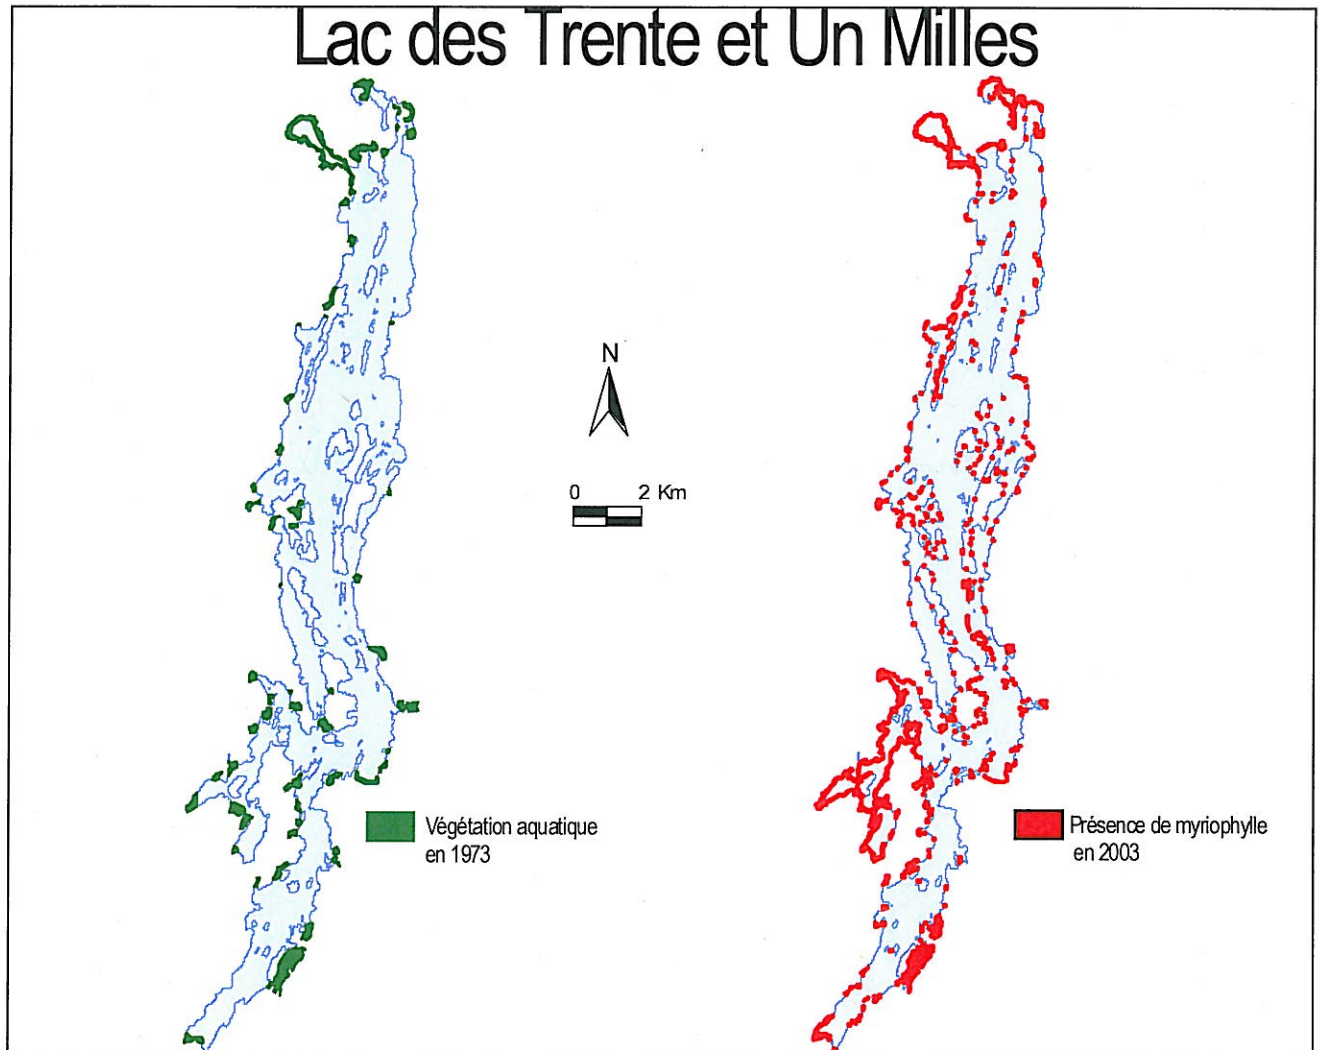 Lac des Trente et Un Milles
N
0 2 Km
Végétation aquatique
en 1973
Présence de myriophylle
en 2003